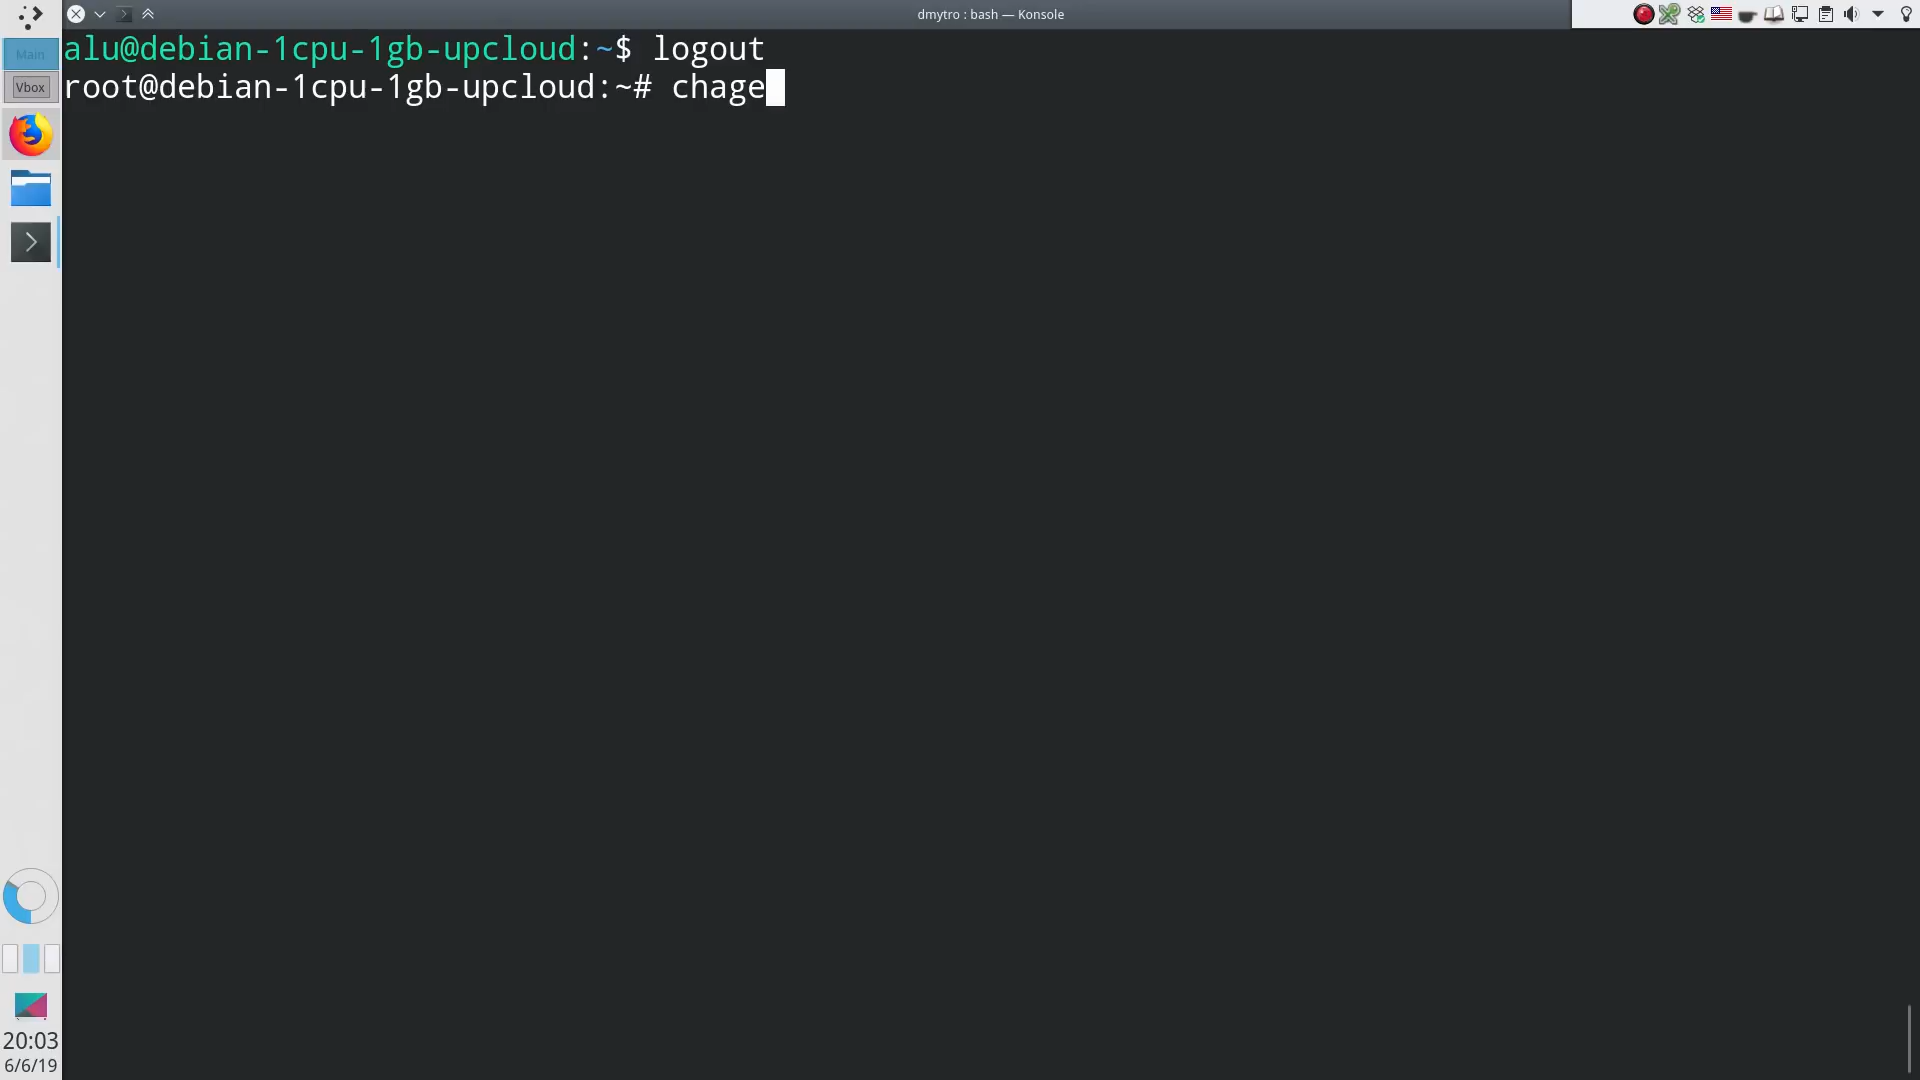 dmytro : bash — Konsole
Main
Vbox
alu@debian-1cpu-1gb-upcloud:~$ logout
root@debian-1cpu-1gb-upcloud:~# chage
20:03
6/6/19